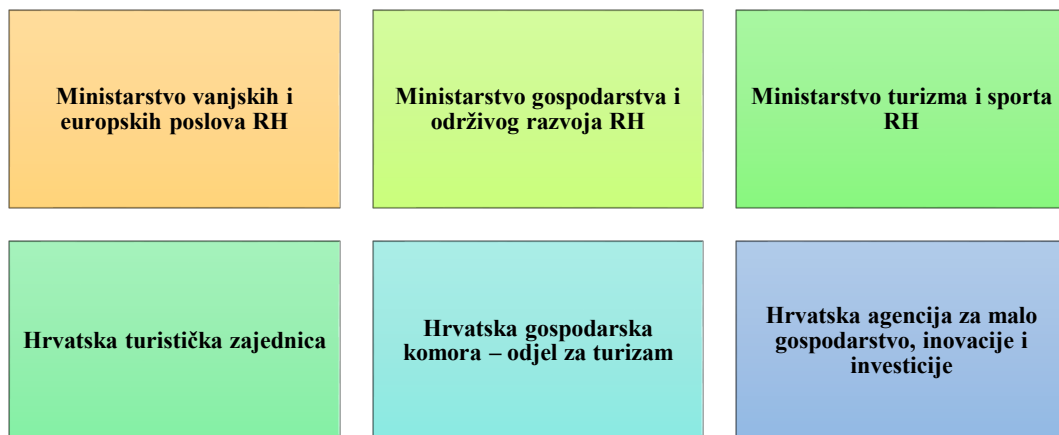 Ministarstvo vanjskih i
europskih poslova RH
Ministarstvo gospodarstva i
održivog razvoja RH
Ministarstvo turizma i sporta
RH
Hrvatska turistička zajednica
Hrvatska gospodarska
komora – odjel za turizam
Hrvatska agencija za malo
gospodarstvo, inovacije i
investicije